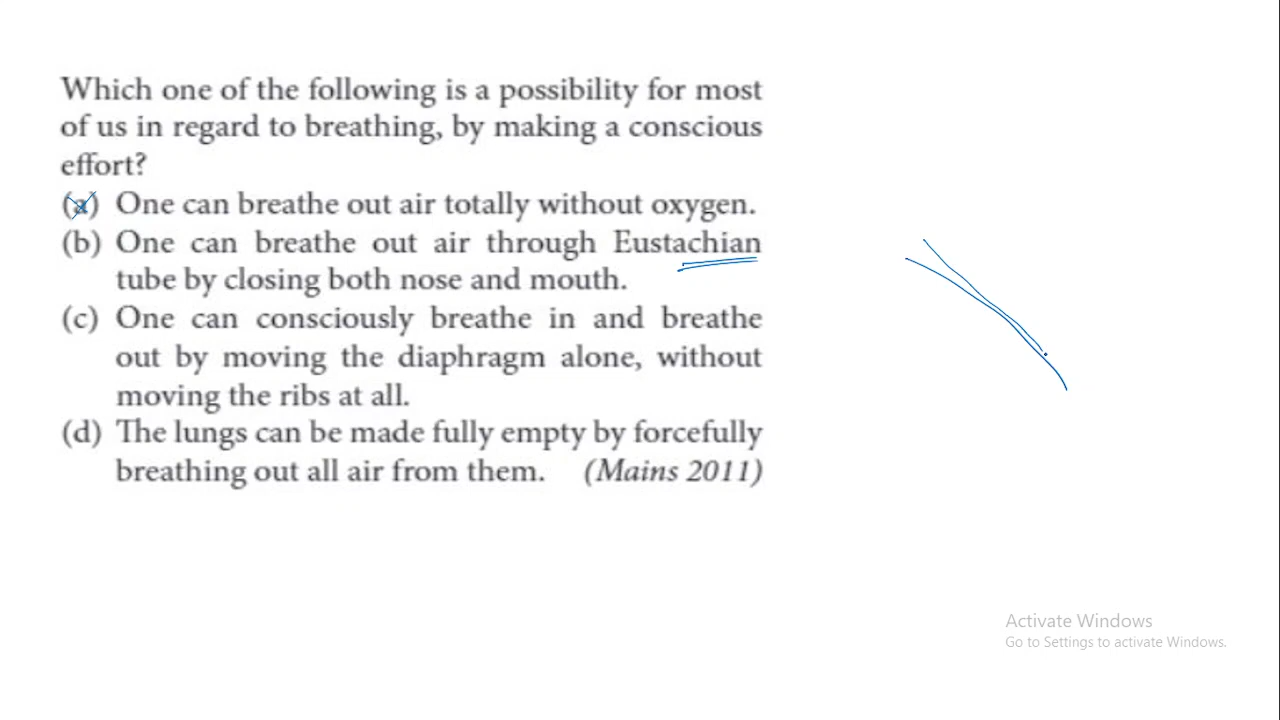 Which one of the following is a possibility for most
of us in regard to breathing, by making a conscious
effort?
(a) One can breathe out air totally without oxygen.
(b) One can breathe out air through Eustachian
tube by closing both nose and mouth.
(c) One can consciously breathe in and breathe
out by moving the diaphragm alone, without
moving the ribs at all.
(d) The lungs can be made fully empty by forcefully
breathing out all air from them. (Mains 2011)
Activate Windows
Go to Settings to activate Windows.